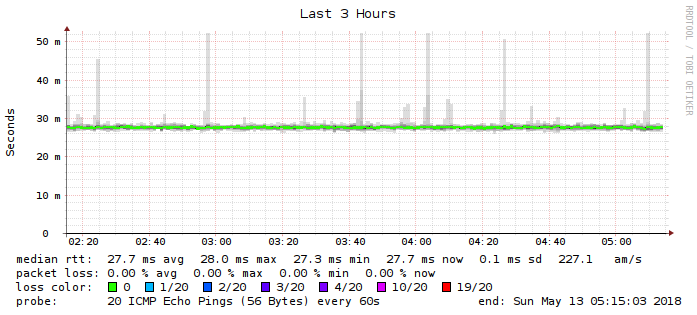 Last 3 Hours
RRDTOOL / TOBI OETIKER
Seconds
50 m
40 m
30 m
20 m
10 m
0
02:20 02:40 03:00 03:20 03:40 04:00 04:20 04:40 05:00
median rtt: 27.7 ms avg 28.0 ms max 27.3 ms min 27.7 ms now 0.1 ms sd 227.1 am/s
packet loss: 0.00 % avg 0.00 % max 0.00 % min 0.00 % now
loss color: 0 1/20 2/20 3/20 4/20 10/20 19/20
probe: 20 ICMP Echo Pings (56 Bytes) every 60s end: Sun May 13 05:15:03 2018